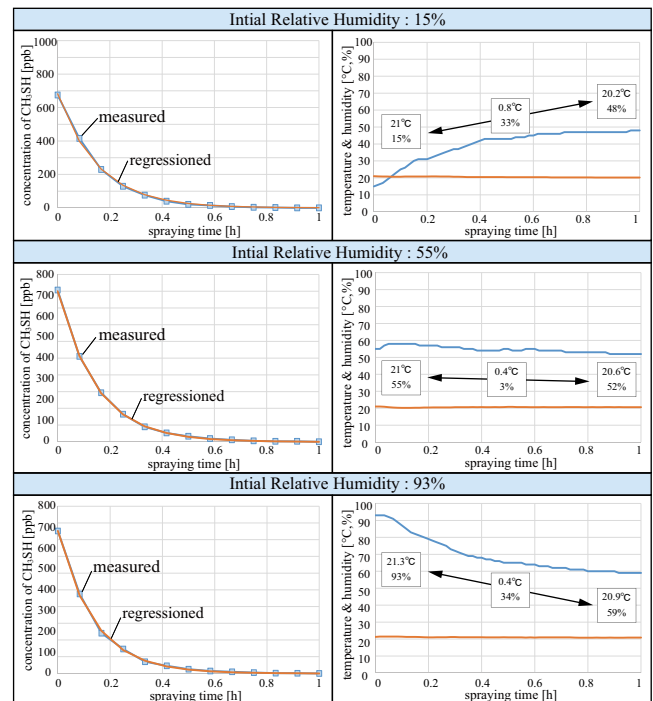 Intial Relative Humidity : 15%
concentration of CH₃SH [ppb]
1000
800
600
400
200
0
measured
regressioned
0 0.2 0.4 0.6 0.8 1
spraying time [h]
temperature & humidity [°C,%]
100
90
80
70
60
50
40
30
20
10
0
21℃
15%
0.8℃
33%
20.2℃
48%
0 0.2 0.4 0.6 0.8 1
spraying time [h]
Intial Relative Humidity : 55%
concentration of CH₃SH [ppb]
800
700
600
500
400
300
200
100
0
measured
regressioned
0 0.2 0.4 0.6 0.8 1
spraying time [h]
temperature & humidity [°C,%]
100
90
80
70
60
50
40
30
20
10
0
21℃
55%
0.4℃
3%
20.6℃
52%
0 0.2 0.4 0.6 0.8 1
spraying time [h]
Intial Relative Humidity : 93%
concentration of CH₃SH [ppb]
800
700
600
500
400
300
200
100
0
measured
regressioned
0 0.2 0.4 0.6 0.8 1
spraying time [h]
temperature & humidity [°C,%]
100
90
80
70
60
50
40
30
20
10
0
21.3℃
93%
0.4℃
34%
20.9℃
59%
0 0.2 0.4 0.6 0.8 1
spraying time [h]